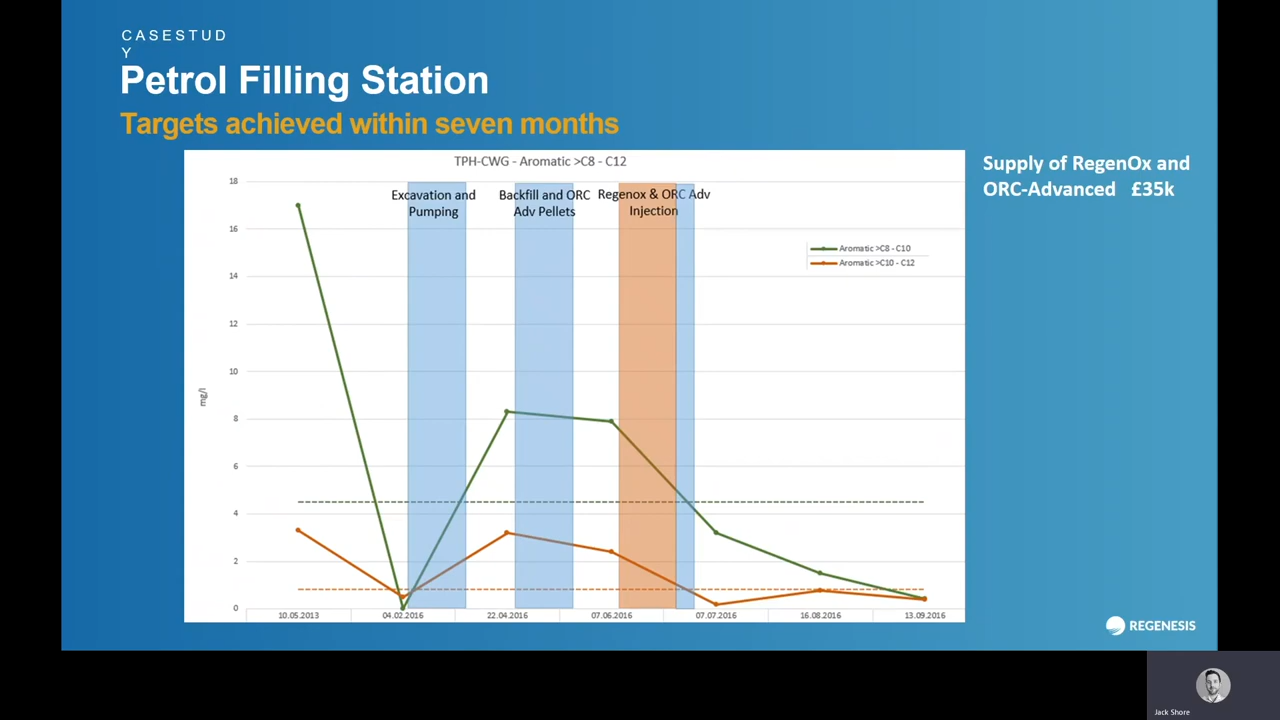 CASESTUD
Y
Petrol Filling Station
Targets achieved within seven months
TPH-CWG - Aromatic >C8 - C12
Supply of RegenOx and
ORC-Advanced £35k
Excavation and
Pumping
Backfill and ORC
Adv Pellets
Regenox & ORC Adv
Injection
Aromatic >C8 - C10
Aromatic >C10 - C12
mg/l
18
16
14
12
10
8
6
4
2
0
10.05.2013 04.02.2016 22.04.2016 07.06.2016 07.07.2016 16.08.2016 13.09.2016
REGENESIS
Jack Shore